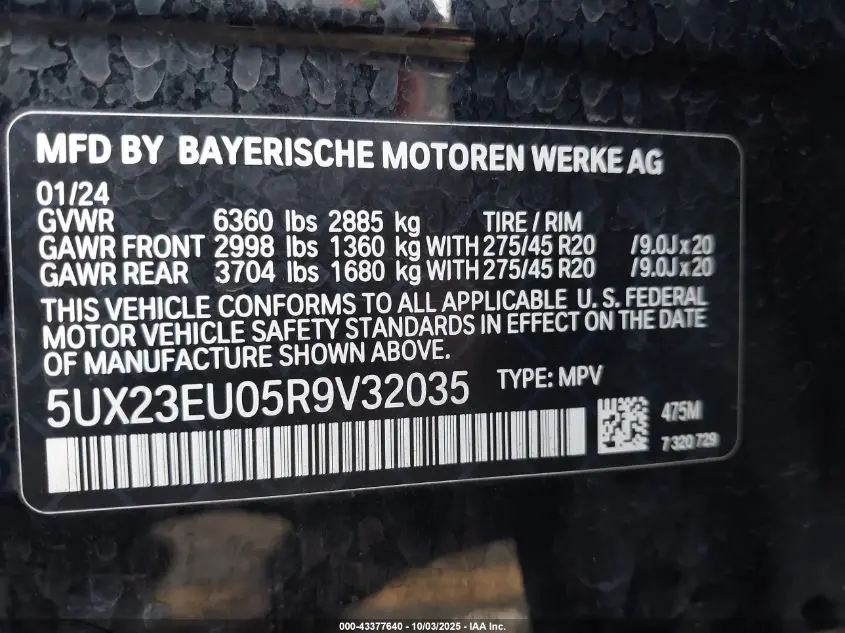 MFD BY BAYERISCHE MOTOREN WERKE AG
01/24
GVWR 6360 lbs 2885 kg TIRE / RIM
GAWR FRONT 2998 lbs 1360 kg WITH 275/45 R20 /9.0J x 20
GAWR REAR 3704 lbs 1680 kg WITH 275/45 R20 /9.0J x 20
THIS VEHICLE CONFORMS TO ALL APPLICABLE U. S. FEDERAL
MOTOR VEHICLE SAFETY STANDARDS IN EFFECT ON THE DATE
OF MANUFACTURE SHOWN ABOVE.
5UX23EU05R9V32035 TYPE: MPV
475M
7 320 729
000-43377640 - 10/03/2025 - IAA Inc.